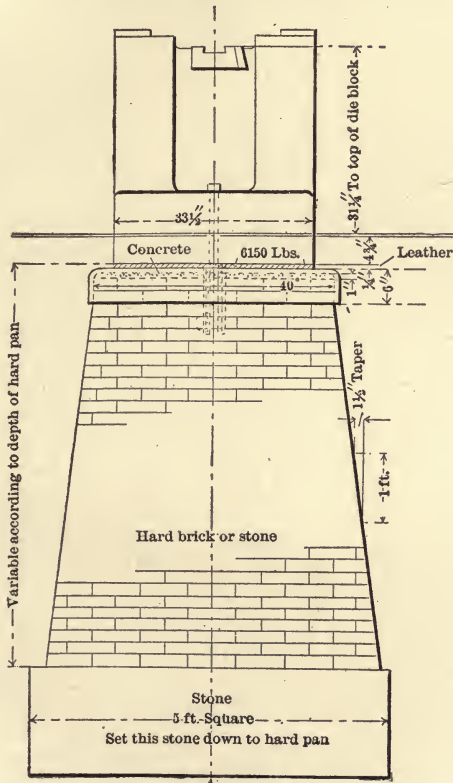 31¼" To top of die block
33½"
4¾"
Concrete
6150 Lbs.
Leather
1"
¼"
6"
40"
1½" Taper
1 ft.
Variable according to depth of hard pan
Hard brick or stone
Stone
5 ft. Square
Set this stone down to hard pan